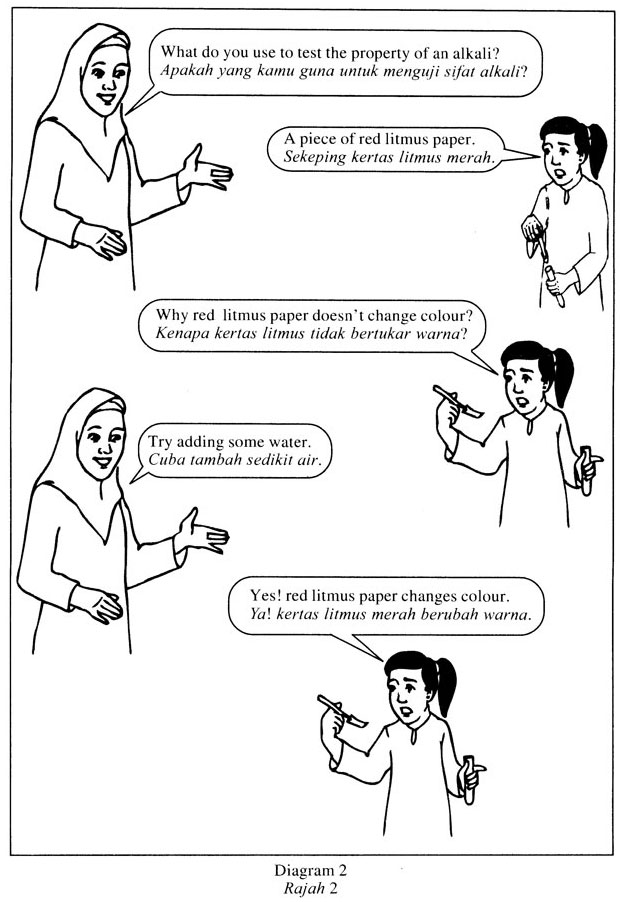 What do you use to test the property of an alkali?
Apakah yang kamu guna untuk menguji sifat alkali?
A piece of red litmus paper.
Sekeping kertas litmus merah.
Why red litmus paper doesn't change colour?
Kenapa kertas litmus tidak bertukar warna?
Try adding some water.
Cuba tambah sedikit air.
Yes! red litmus paper changes colour.
Ya! kertas litmus merah berubah warna.
Diagram 2
Rajah 2